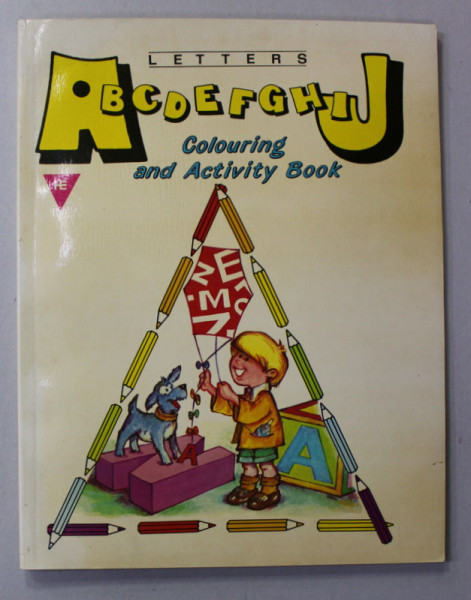 LETTERS
ABCDEFGHIJ
Colouring
and Activity Book
A
A